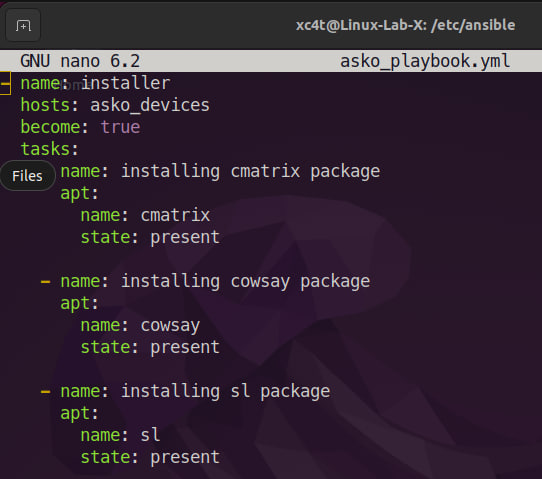 xc4t@Linux-Lab-X: /etc/ansible
GNU nano 6.2 asko_playbook.yml
- name: installer
hosts: asko_devices
become: true
tasks:
Files
name: installing cmatrix package
apt:
name: cmatrix
state: present
- name: installing cowsay package
apt:
name: cowsay
state: present
- name: installing sl package
apt:
name: sl
state: present